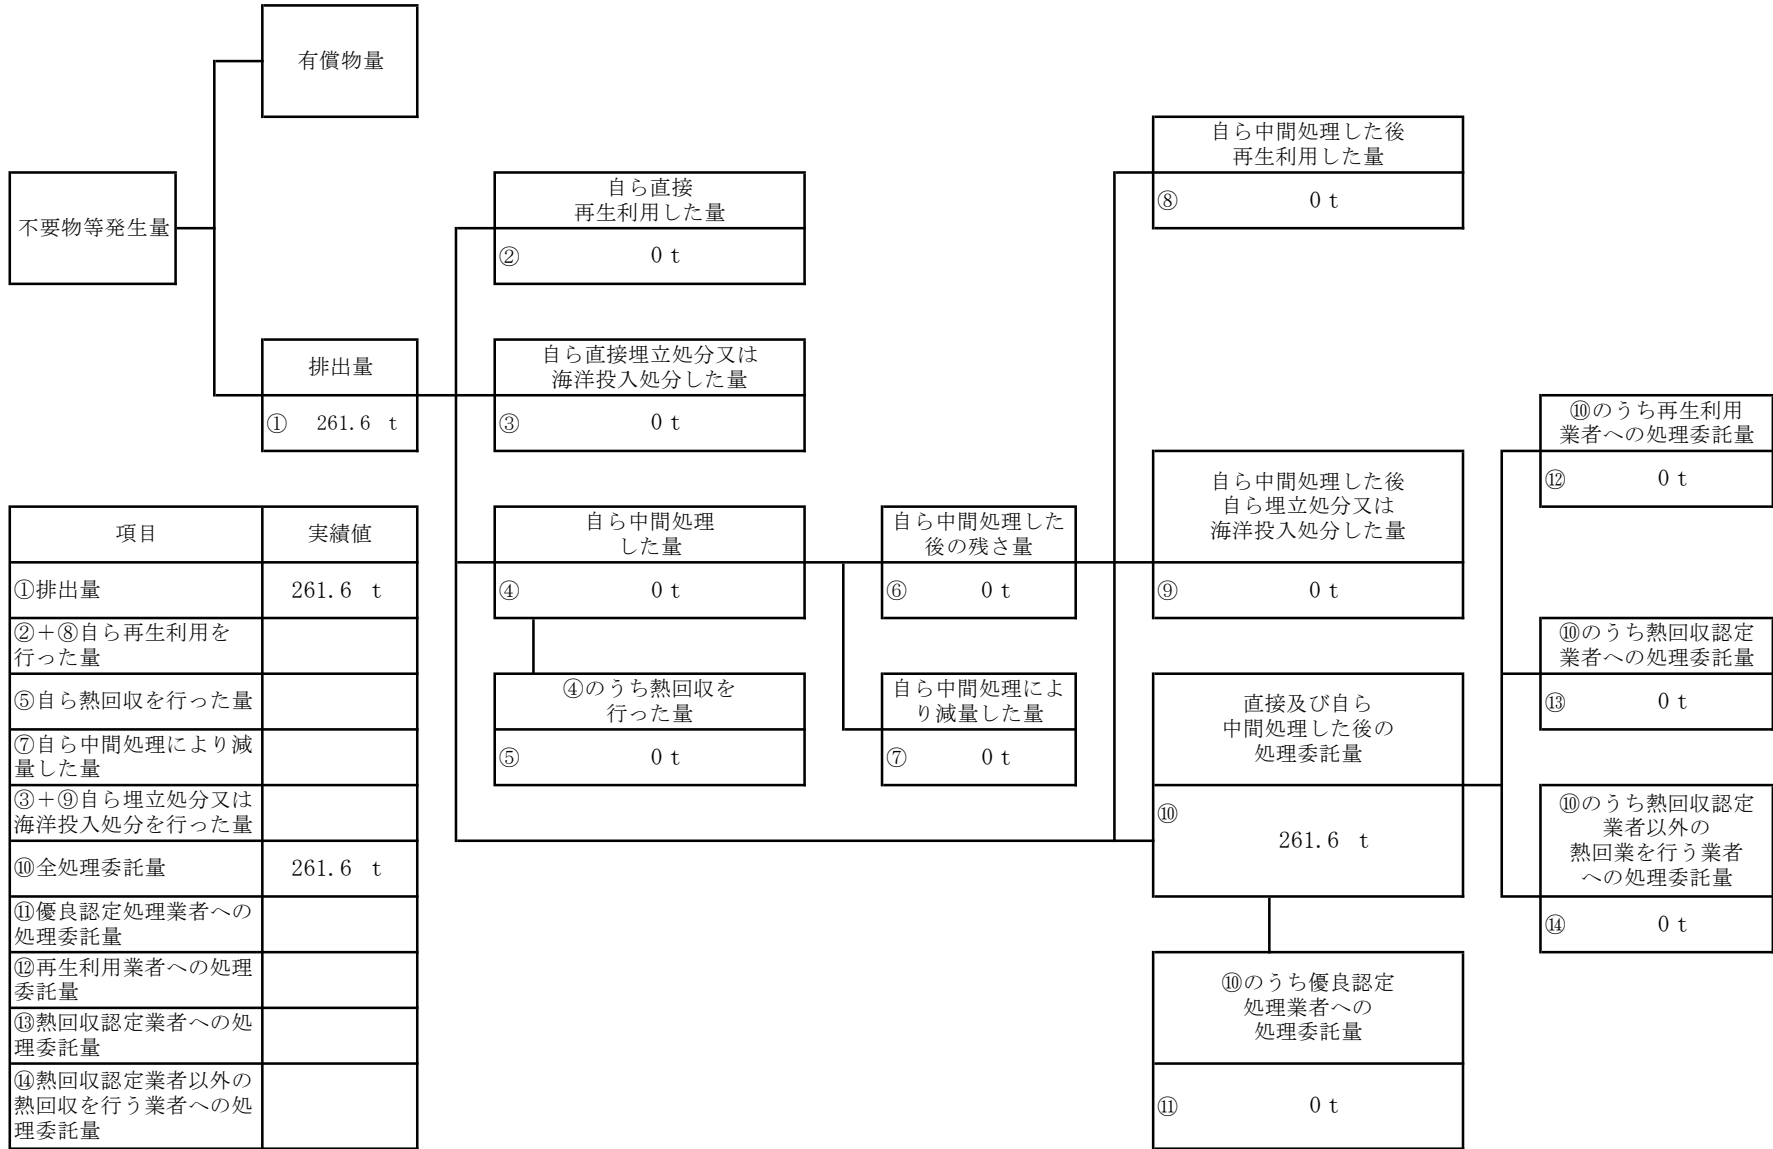 有償物量
不要物等発生量
排出量
① 261.6 t
自ら直接
再生利用した量
② 0 t
自ら直接埋立処分又は
海洋投入処分した量
③ 0 t
自ら中間処理
した量
④ 0 t
④のうち熱回収を
行った量
⑤ 0 t
自ら中間処理した
後の残さ量
⑥ 0 t
自ら中間処理によ
り減量した量
⑦ 0 t
自ら中間処理した後
再生利用した量
⑧ 0 t
自ら中間処理した後
自ら埋立処分又は
海洋投入処分した量
⑨ 0 t
直接及び自ら
中間処理した後の
処理委託量
⑩
261.6 t
⑩のうち優良認定
処理業者への
処理委託量
⑪ 0 t
⑩のうち再生利用
業者への処理委託量
⑫ 0 t
⑩のうち熱回収認定
業者への処理委託量
⑬ 0 t
⑩のうち熱回収認定
業者以外の
熱回業を行う業者
への処理委託量
⑭ 0 t
項目 実績値
①排出量 261.6 t
②+⑧自ら再生利用を
行った量
⑤自ら熱回収を行った量
⑦自ら中間処理により減
量した量
③+⑨自ら埋立処分又は
海洋投入処分を行った量
⑩全処理委託量 261.6 t
⑪優良認定処理業者への
処理委託量
⑫再生利用業者への処理
委託量
⑬熱回収認定業者への処
理委託量
⑭熱回収認定業者以外の
熱回収を行う業者への処
理委託量